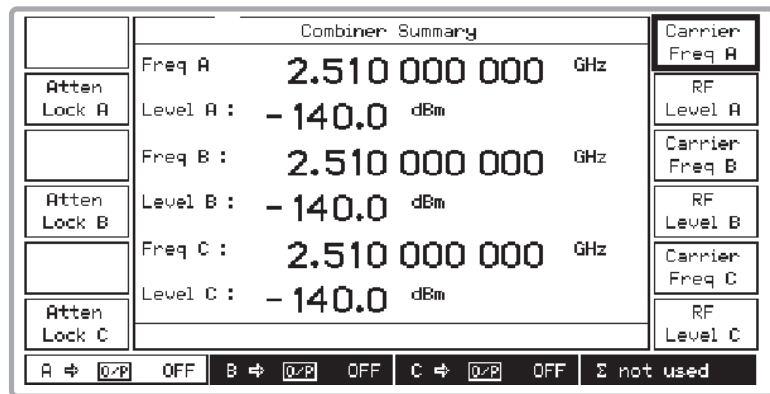 Combiner Summary
Freq A 2.510 000 000 GHz
Level A : - 140.0 dBm
Freq B : 2.510 000 000 GHz
Level B : - 140.0 dBm
Freq C : 2.510 000 000 GHz
Level C : - 140.0 dBm
Atten
Lock A
Atten
Lock B
Atten
Lock C
Carrier
Freq A
RF
Level A
Carrier
Freq B
RF
Level B
Carrier
Freq C
RF
Level C
A ⇨ O/P OFF B ⇨ O/P OFF C ⇨ O/P OFF Σ not used